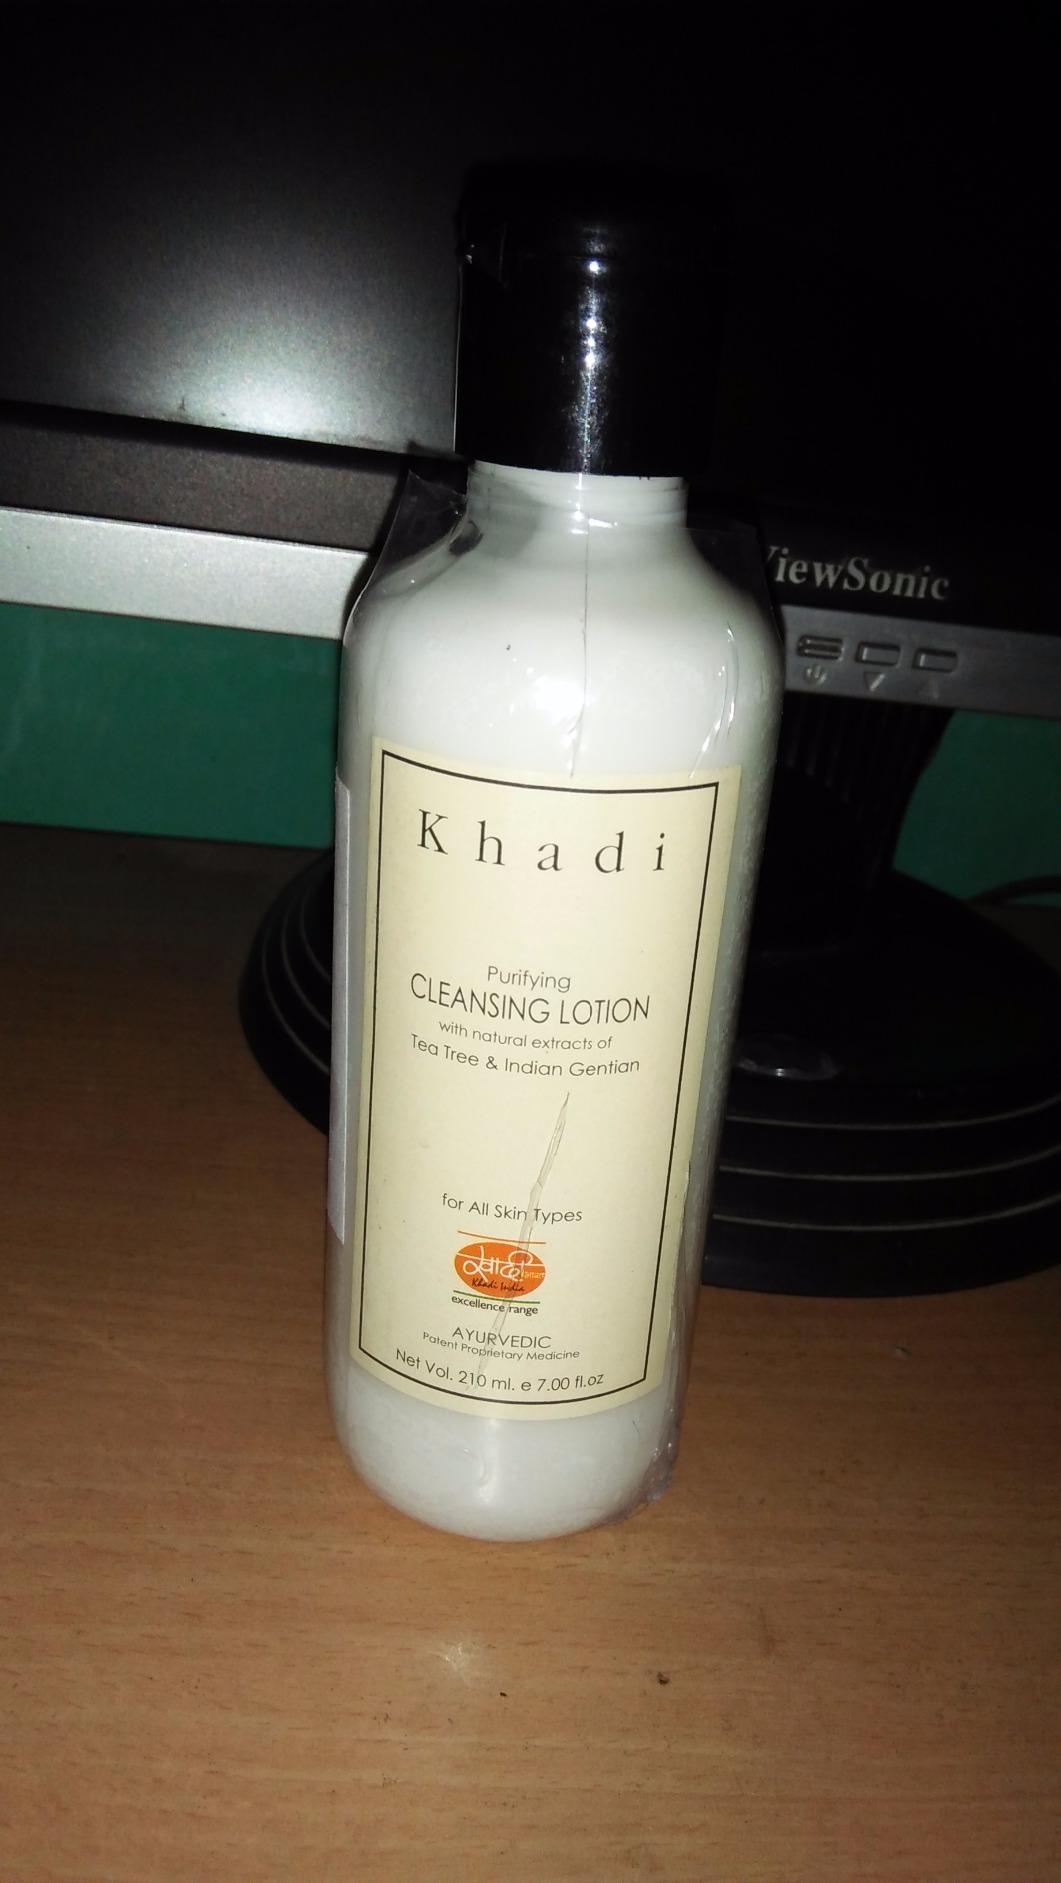 ViewSonic
Khadi
Purifying
CLEANSING LOTION
with natural extracts of
Tea Tree & Indian Gentian
for All Skin Types
खादी
Khadi India
excellence range
AYURVEDIC
Patent Proprietary Medicine
Net Vol. 210 ml. e 7.00 fl.oz